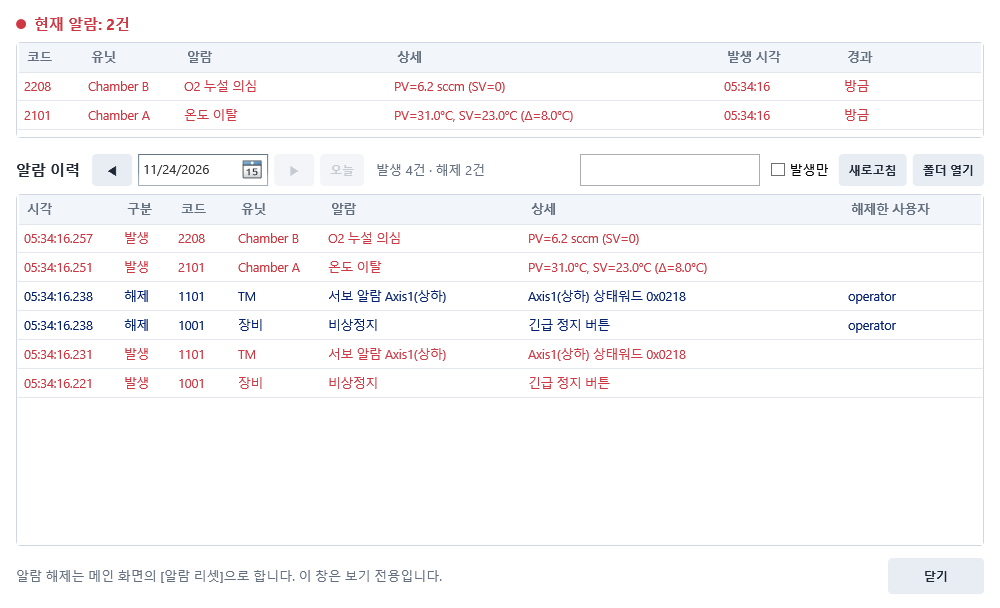 현재 알람: 2건
코드 유닛 알람 상세 발생 시각 경과
2208 Chamber B O2 누설 의심 PV=6.2 sccm (SV=0) 05:34:16 방금
2101 Chamber A 온도 이탈 PV=31.0°C, SV=23.0°C (Δ=8.0°C) 05:34:16 방금
알람 이력 ◀ 11/24/2026 15 ▶ 오늘 발생 4건 · 해제 2건 발생만 새로고침 폴더 열기
시각 구분 코드 유닛 알람 상세 해제한 사용자
05:34:16.257 발생 2208 Chamber B O2 누설 의심 PV=6.2 sccm (SV=0)
05:34:16.251 발생 2101 Chamber A 온도 이탈 PV=31.0°C, SV=23.0°C (Δ=8.0°C)
05:34:16.238 해제 1101 TM 서보 알람 Axis1(상하) Axis1(상하) 상태워드 0x0218 operator
05:34:16.238 해제 1001 장비 비상정지 긴급 정지 버튼 operator
05:34:16.231 발생 1101 TM 서보 알람 Axis1(상하) Axis1(상하) 상태워드 0x0218
05:34:16.221 발생 1001 장비 비상정지 긴급 정지 버튼
알람 해제는 메인 화면의 [알람 리셋]으로 합니다. 이 창은 보기 전용입니다. 닫기